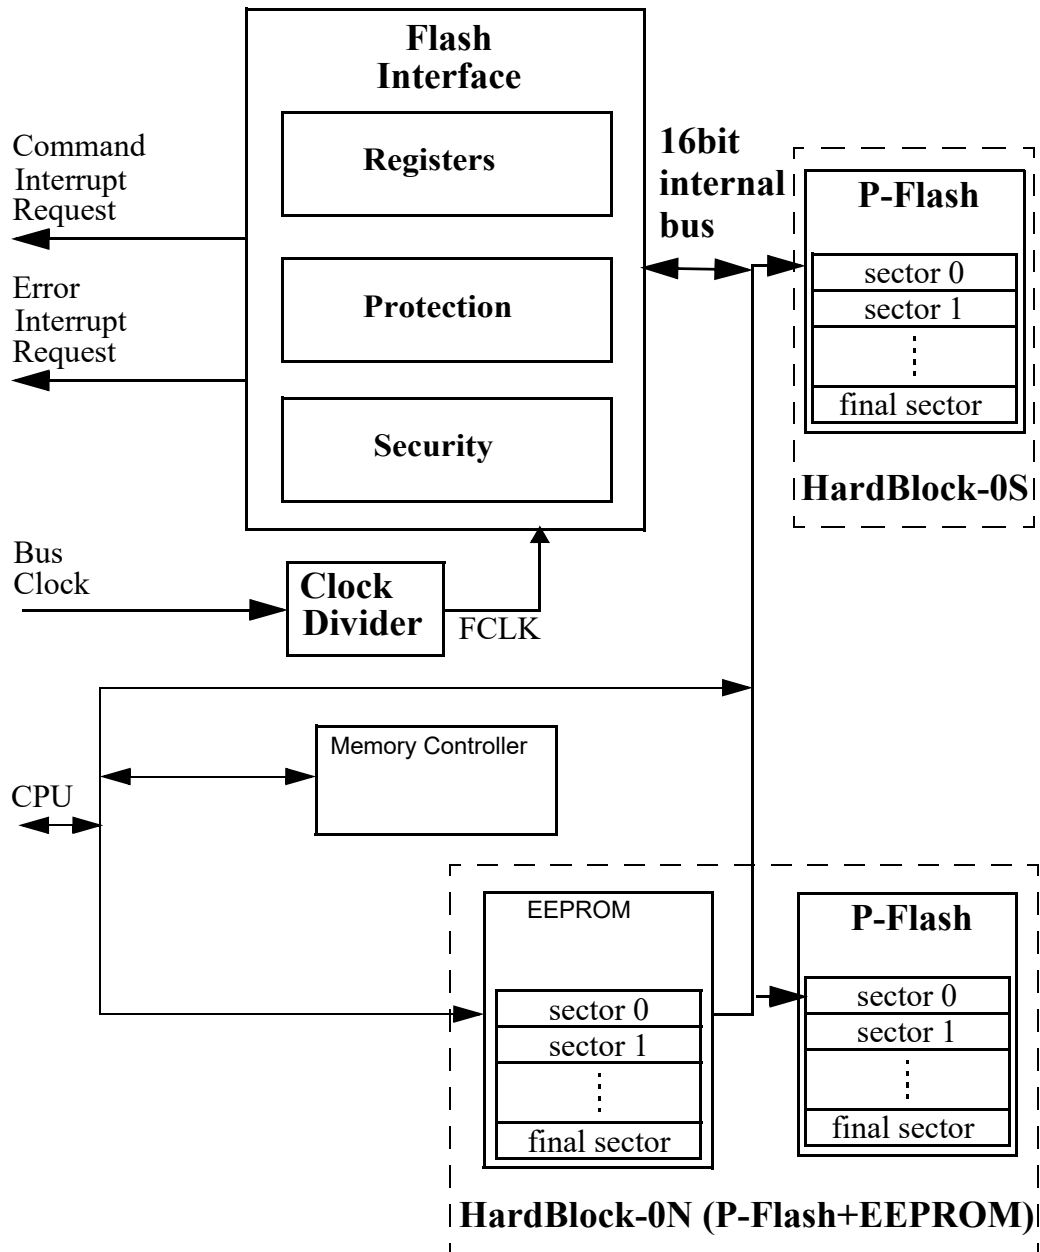 Flash
Interface
Registers
Protection
Security
Command
Interrupt
Request
Error
Interrupt
Request
16bit
internal
bus
P-Flash
sector 0
sector 1
final sector
HardBlock-0S
Bus
Clock
Clock
Divider
FCLK
Memory Controller
CPU
EEPROM
sector 0
sector 1
final sector
P-Flash
sector 0
sector 1
final sector
HardBlock-0N (P-Flash+EEPROM)